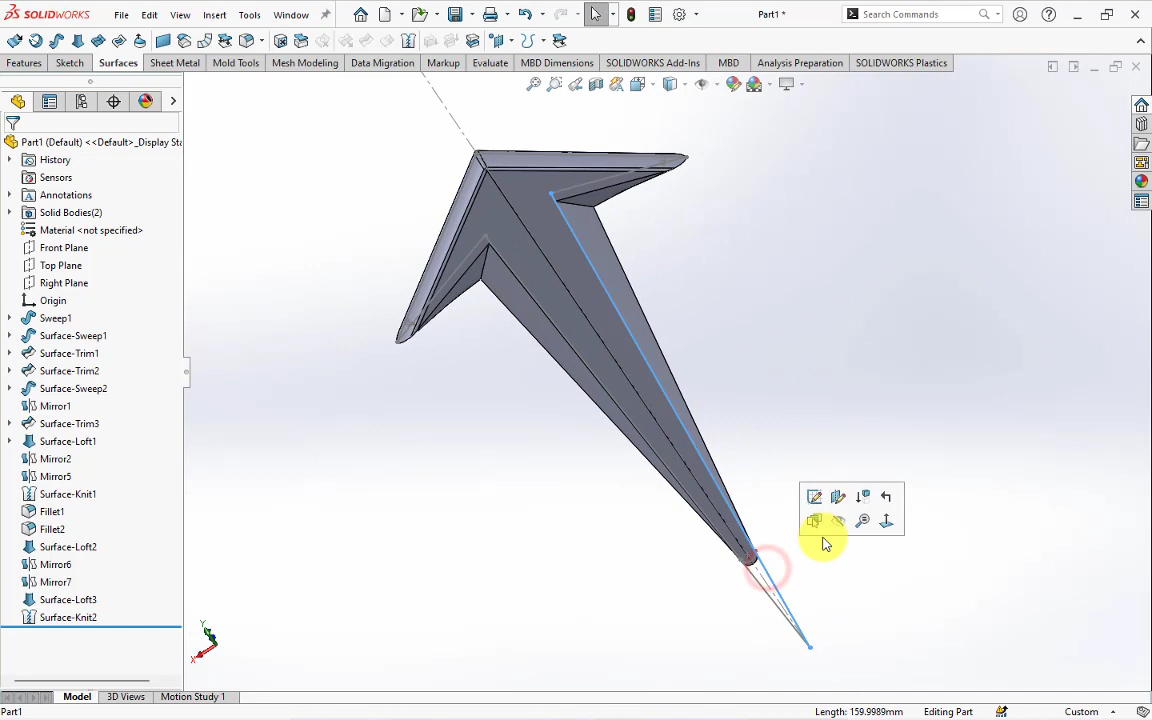 SOLIDWORKS File Edit View Insert Tools Window Part1 * Search Commands
Features Sketch Surfaces Sheet Metal Mold Tools Mesh Modeling Data Migration Markup Evaluate MBD Dimensions SOLIDWORKS Add-Ins MBD Analysis Preparation SOLIDWORKS Plastics
Part1 (Default) <<Default>_Display Sta
History
Sensors
Annotations
Solid Bodies(2)
Material <not specified>
Front Plane
Top Plane
Right Plane
Origin
Sweep1
Surface-Sweep1
Surface-Trim1
Surface-Trim2
Surface-Sweep2
Mirror1
Surface-Trim3
Surface-Loft1
Mirror2
Mirror5
Surface-Knit1
Fillet1
Fillet2
Surface-Loft2
Mirror6
Mirror7
Surface-Loft3
Surface-Knit2
Y
X
Model 3D Views Motion Study 1
Part1 Length: 159.9989mm Editing Part Custom